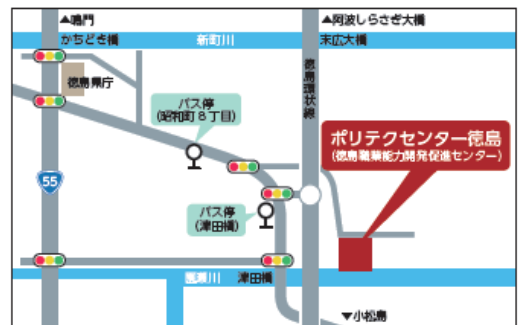 ▲鳴門
▲阿波しらさぎ大橋
かちどき橋
新町川
末広大橋
徳島県庁
徳島環状線
バス停
(昭和町8丁目)
ポリテクセンター徳島
(徳島職業能力開発促進センター)
55
バス停
(津田橋)
園瀬川
津田橋
▼小松島